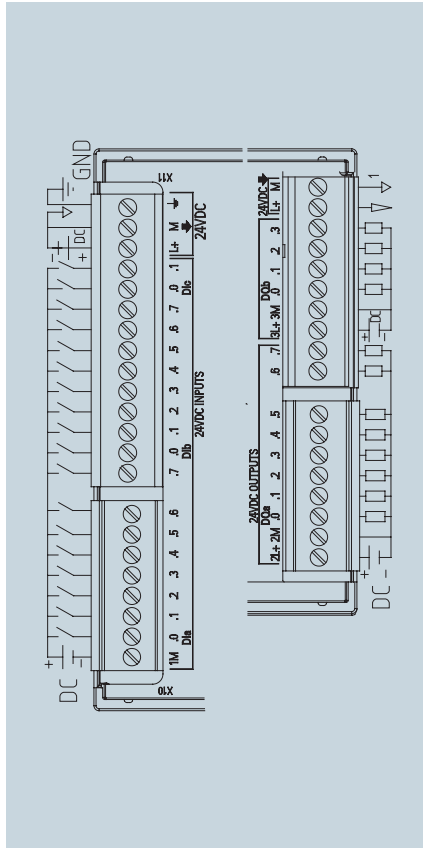 + DC -
- + DC
GND
X10
X11
1M .0 .1 .2 .3 .4 .5 .6 .7 .0 .1 .2 .3 .4 .5 .6 .7 .0 .1 L+ M
DIa DIb DIc 24VDC
24VDC INPUTS
24VDC OUTPUTS
DQa DQb 24VDC
2L+ 2M .0 .1 .2 .3 .4 .5 .6 .7 3L+ 3M .0 .1 .2 .3 L+ M
+ DC -
+ DC -
1